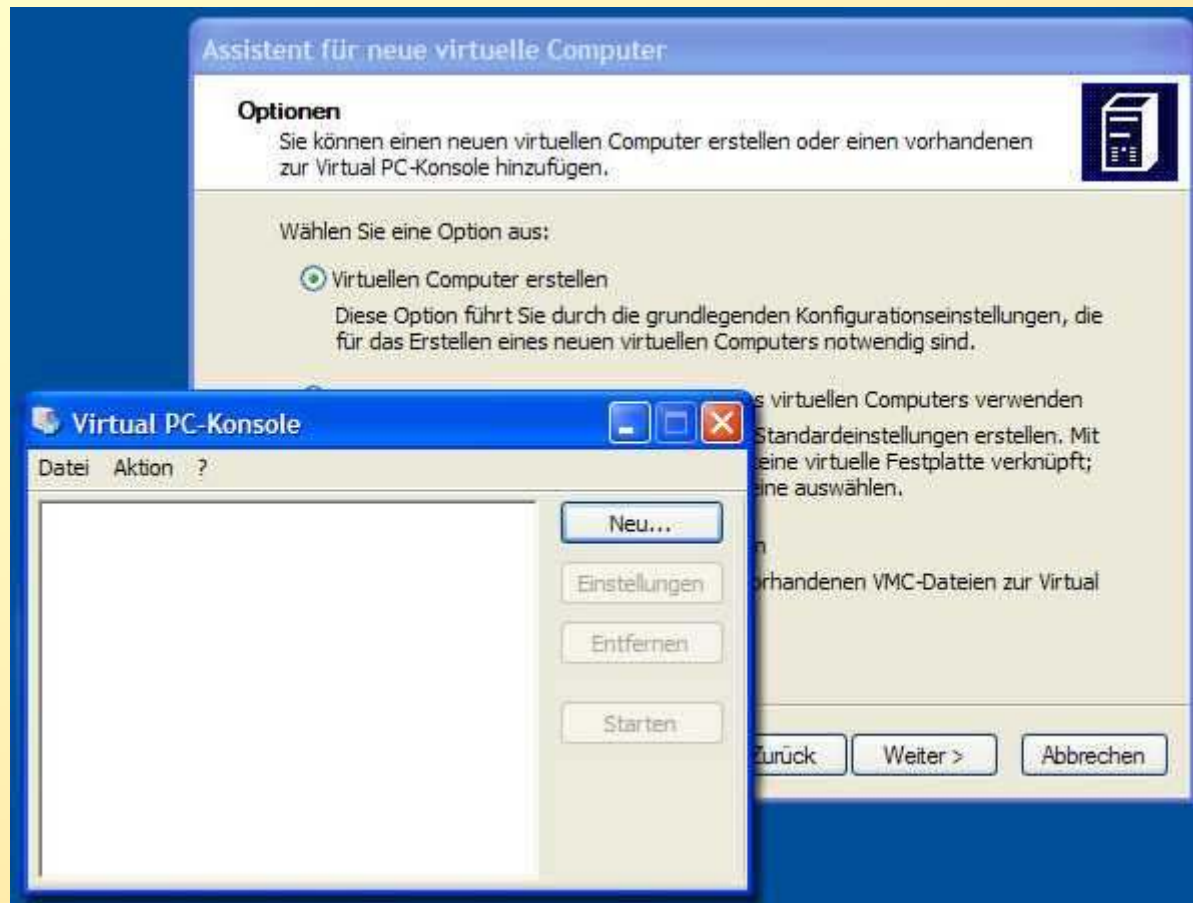 Assistent für neue virtuelle Computer
Optionen
Sie können einen neuen virtuellen Computer erstellen oder einen vorhandenen
zur Virtual PC-Konsole hinzufügen.
Wählen Sie eine Option aus:
Virtuellen Computer erstellen
Diese Option führt Sie durch die grundlegenden Konfigurationseinstellungen, die
für das Erstellen eines neuen virtuellen Computers notwendig sind.
virtuellen Computers verwenden
Standardeinstellungen erstellen. Mit
eine virtuelle Festplatte verknüpft;
eine auswählen.
VMC-Dateien zur Virtual
Zurück
Weiter >
Abbrechen
Virtual PC-Konsole
Datei Aktion ?
Neu...
Einstellungen
Entfernen
Starten